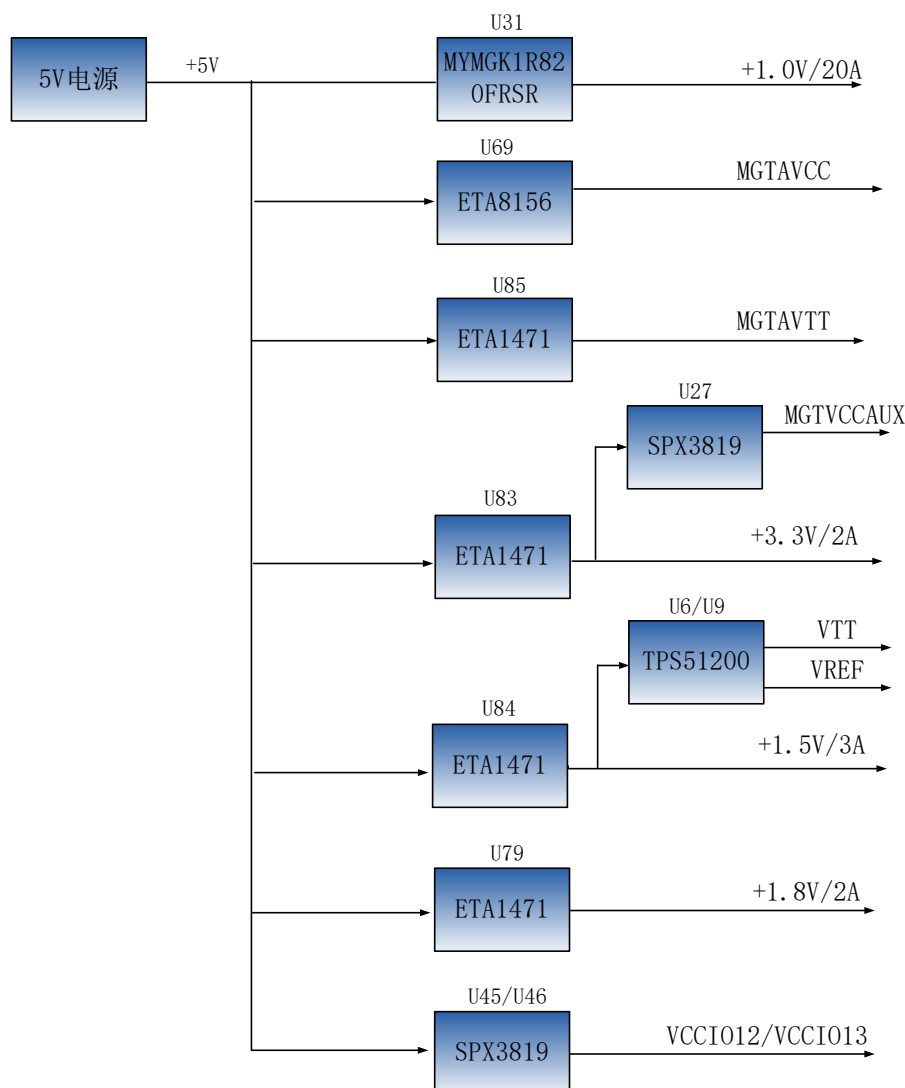 U31
5V电源
+5V
MYMGK1R82
0FRSR
+1.0V/20A
U69
ETA8156
MGTAVCC
U85
ETA1471
MGTAVTT
U27
SPX3819
MGTVCCAUX
U83
ETA1471
+3.3V/2A
U6/U9
TPS51200
VTT
VREF
U84
ETA1471
+1.5V/3A
U79
ETA1471
+1.8V/2A
U45/U46
SPX3819
VCCIO12/VCCIO13